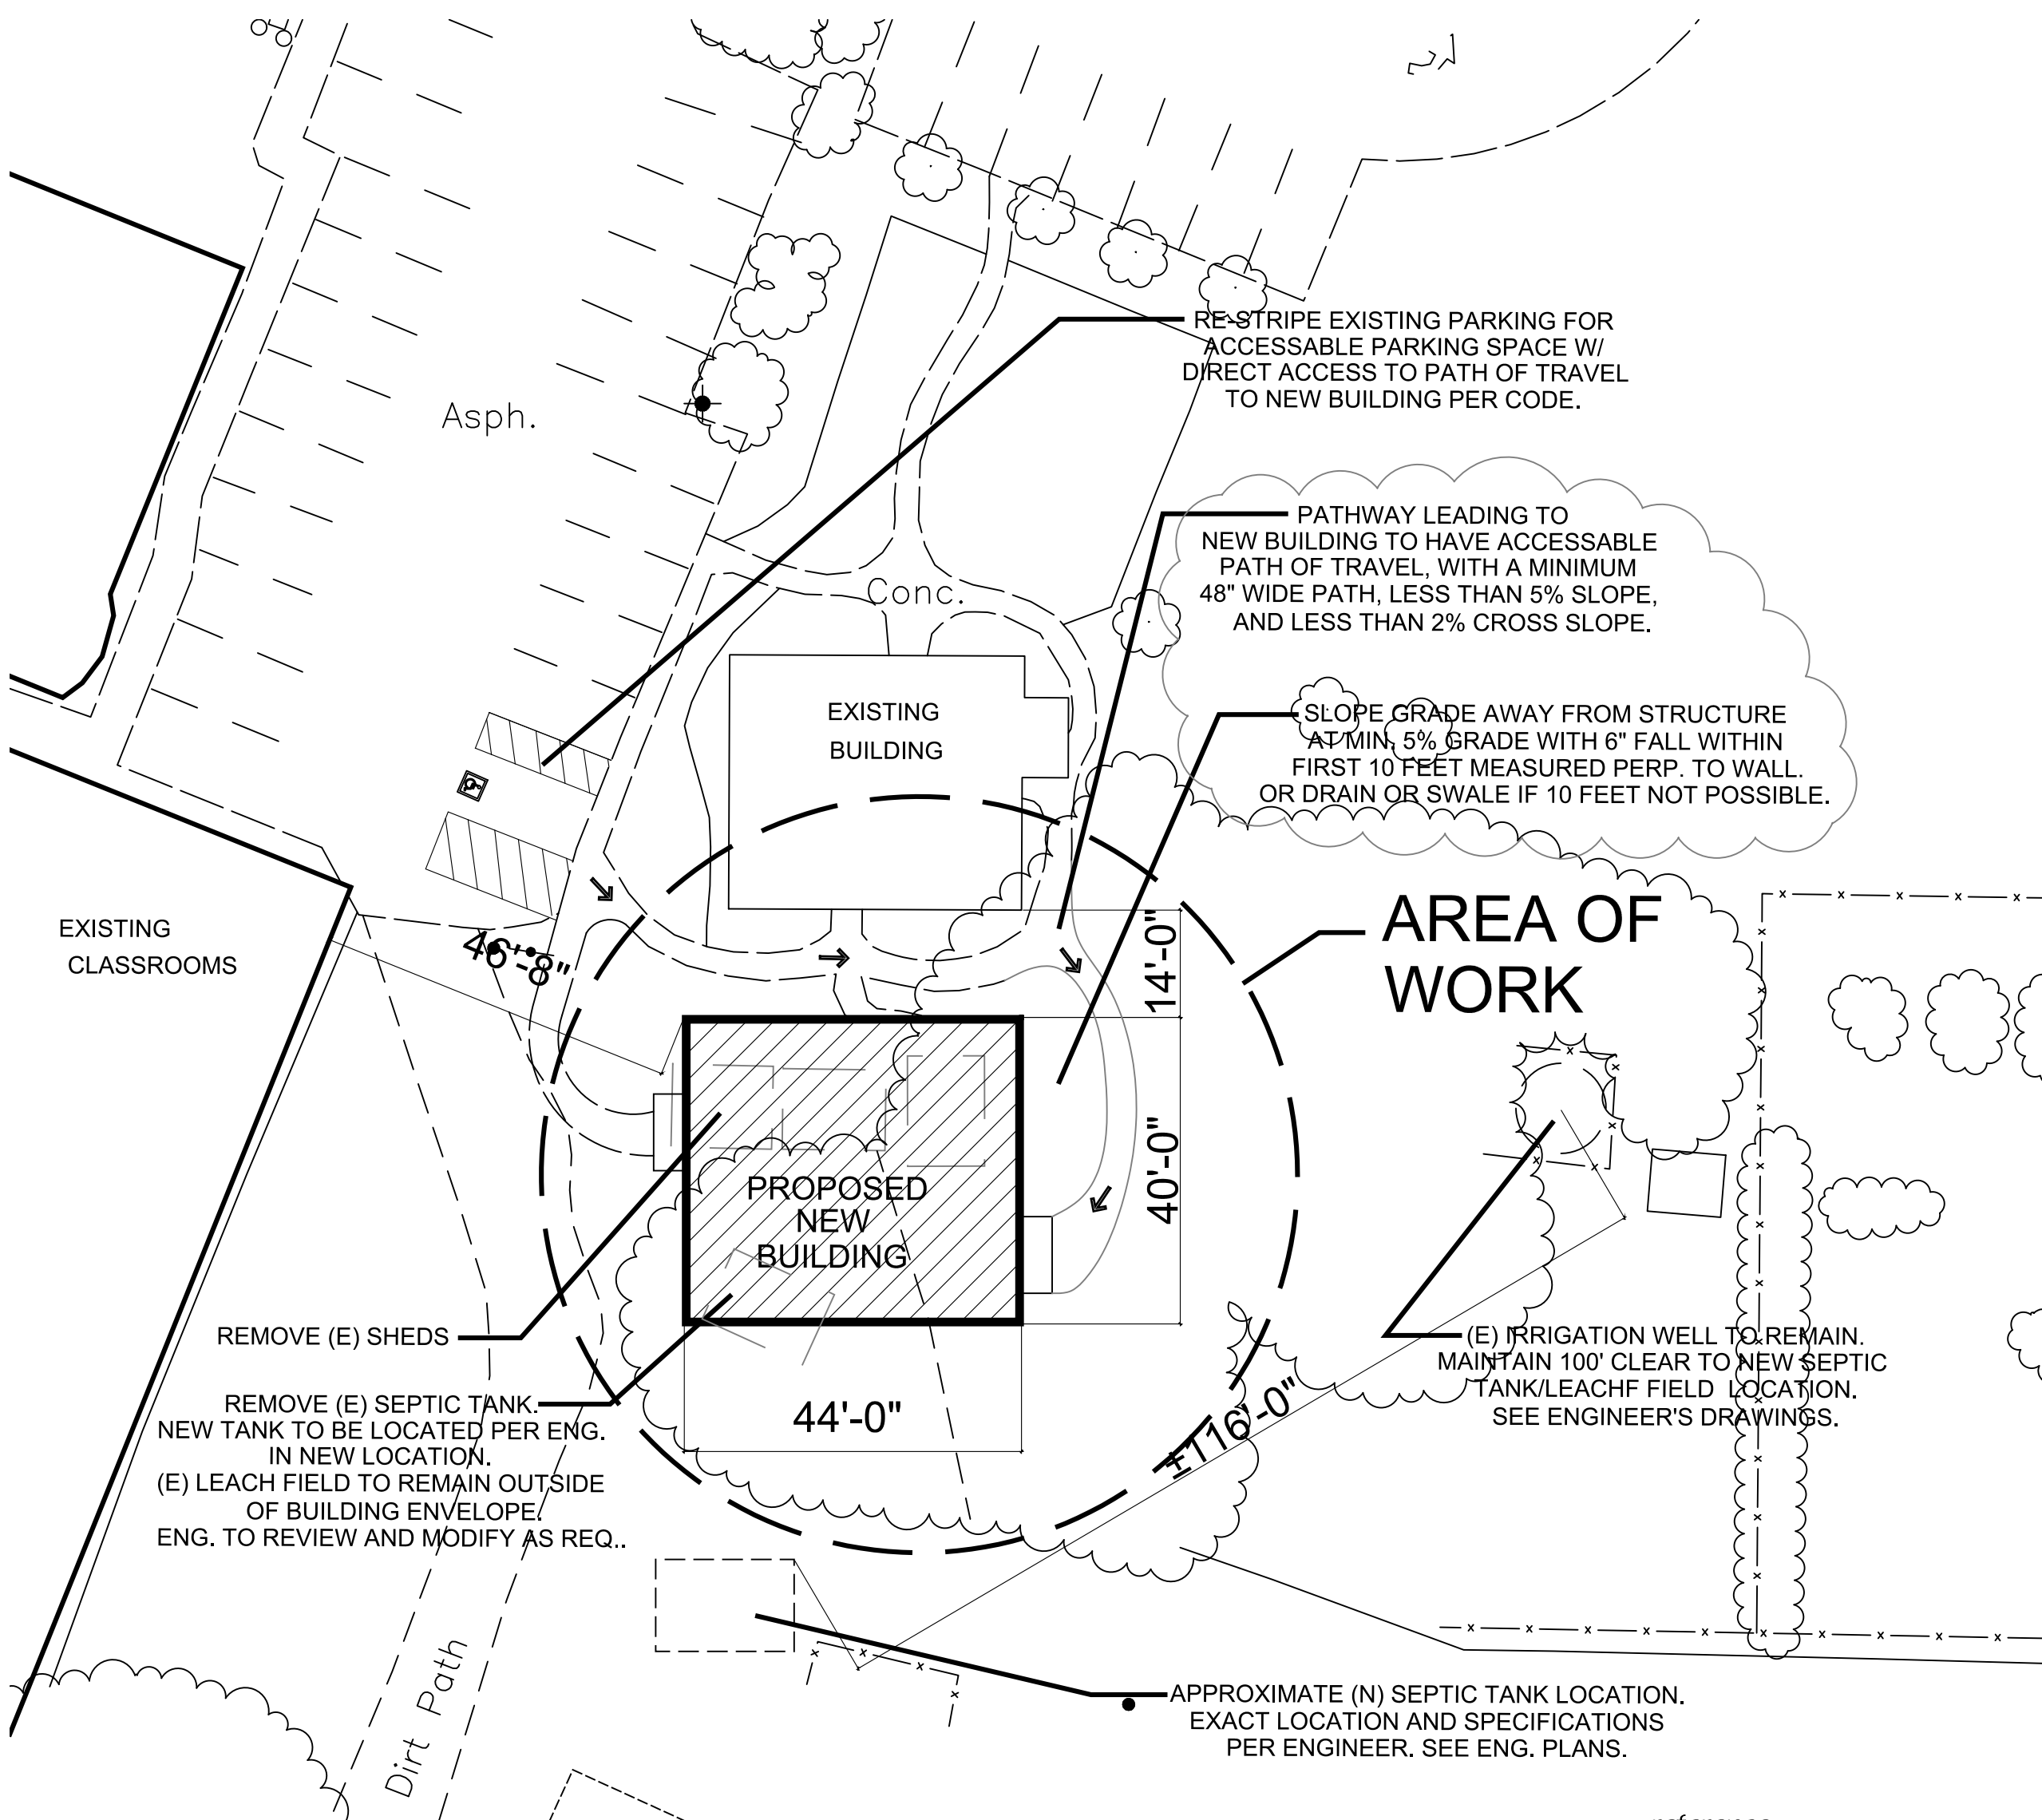 RE-STRIPE EXISTING PARKING FOR
ACCESSABLE PARKING SPACE W/
DIRECT ACCESS TO PATH OF TRAVEL
TO NEW BUILDING PER CODE.
Asph.
PATHWAY LEADING TO
NEW BUILDING TO HAVE ACCESSABLE
PATH OF TRAVEL, WITH A MINIMUM
48" WIDE PATH, LESS THAN 5% SLOPE,
AND LESS THAN 2% CROSS SLOPE.
Conc.
EXISTING
BUILDING
SLOPE GRADE AWAY FROM STRUCTURE
AT MIN. 5% GRADE WITH 6" FALL WITHIN
FIRST 10 FEET MEASURED PERP. TO WALL.
OR DRAIN OR SWALE IF 10 FEET NOT POSSIBLE.
AREA OF
WORK
EXISTING
CLASSROOMS
46'-8"
14'-0"
40'-0"
PROPOSED
NEW
BUILDING
REMOVE (E) SHEDS
REMOVE (E) SEPTIC TANK.
NEW TANK TO BE LOCATED PER ENG.
IN NEW LOCATION.
(E) LEACH FIELD TO REMAIN OUTSIDE
OF BUILDING ENVELOPE.
ENG. TO REVIEW AND MODIFY AS REQ..
44'-0"
±116'-0"
(E) IRRIGATION WELL TO REMAIN.
MAINTAIN 100' CLEAR TO NEW SEPTIC
TANK/LEACHF FIELD LOCATION.
SEE ENGINEER'S DRAWINGS.
Dirt Path
APPROXIMATE (N) SEPTIC TANK LOCATION.
EXACT LOCATION AND SPECIFICATIONS
PER ENGINEER. SEE ENG. PLANS.